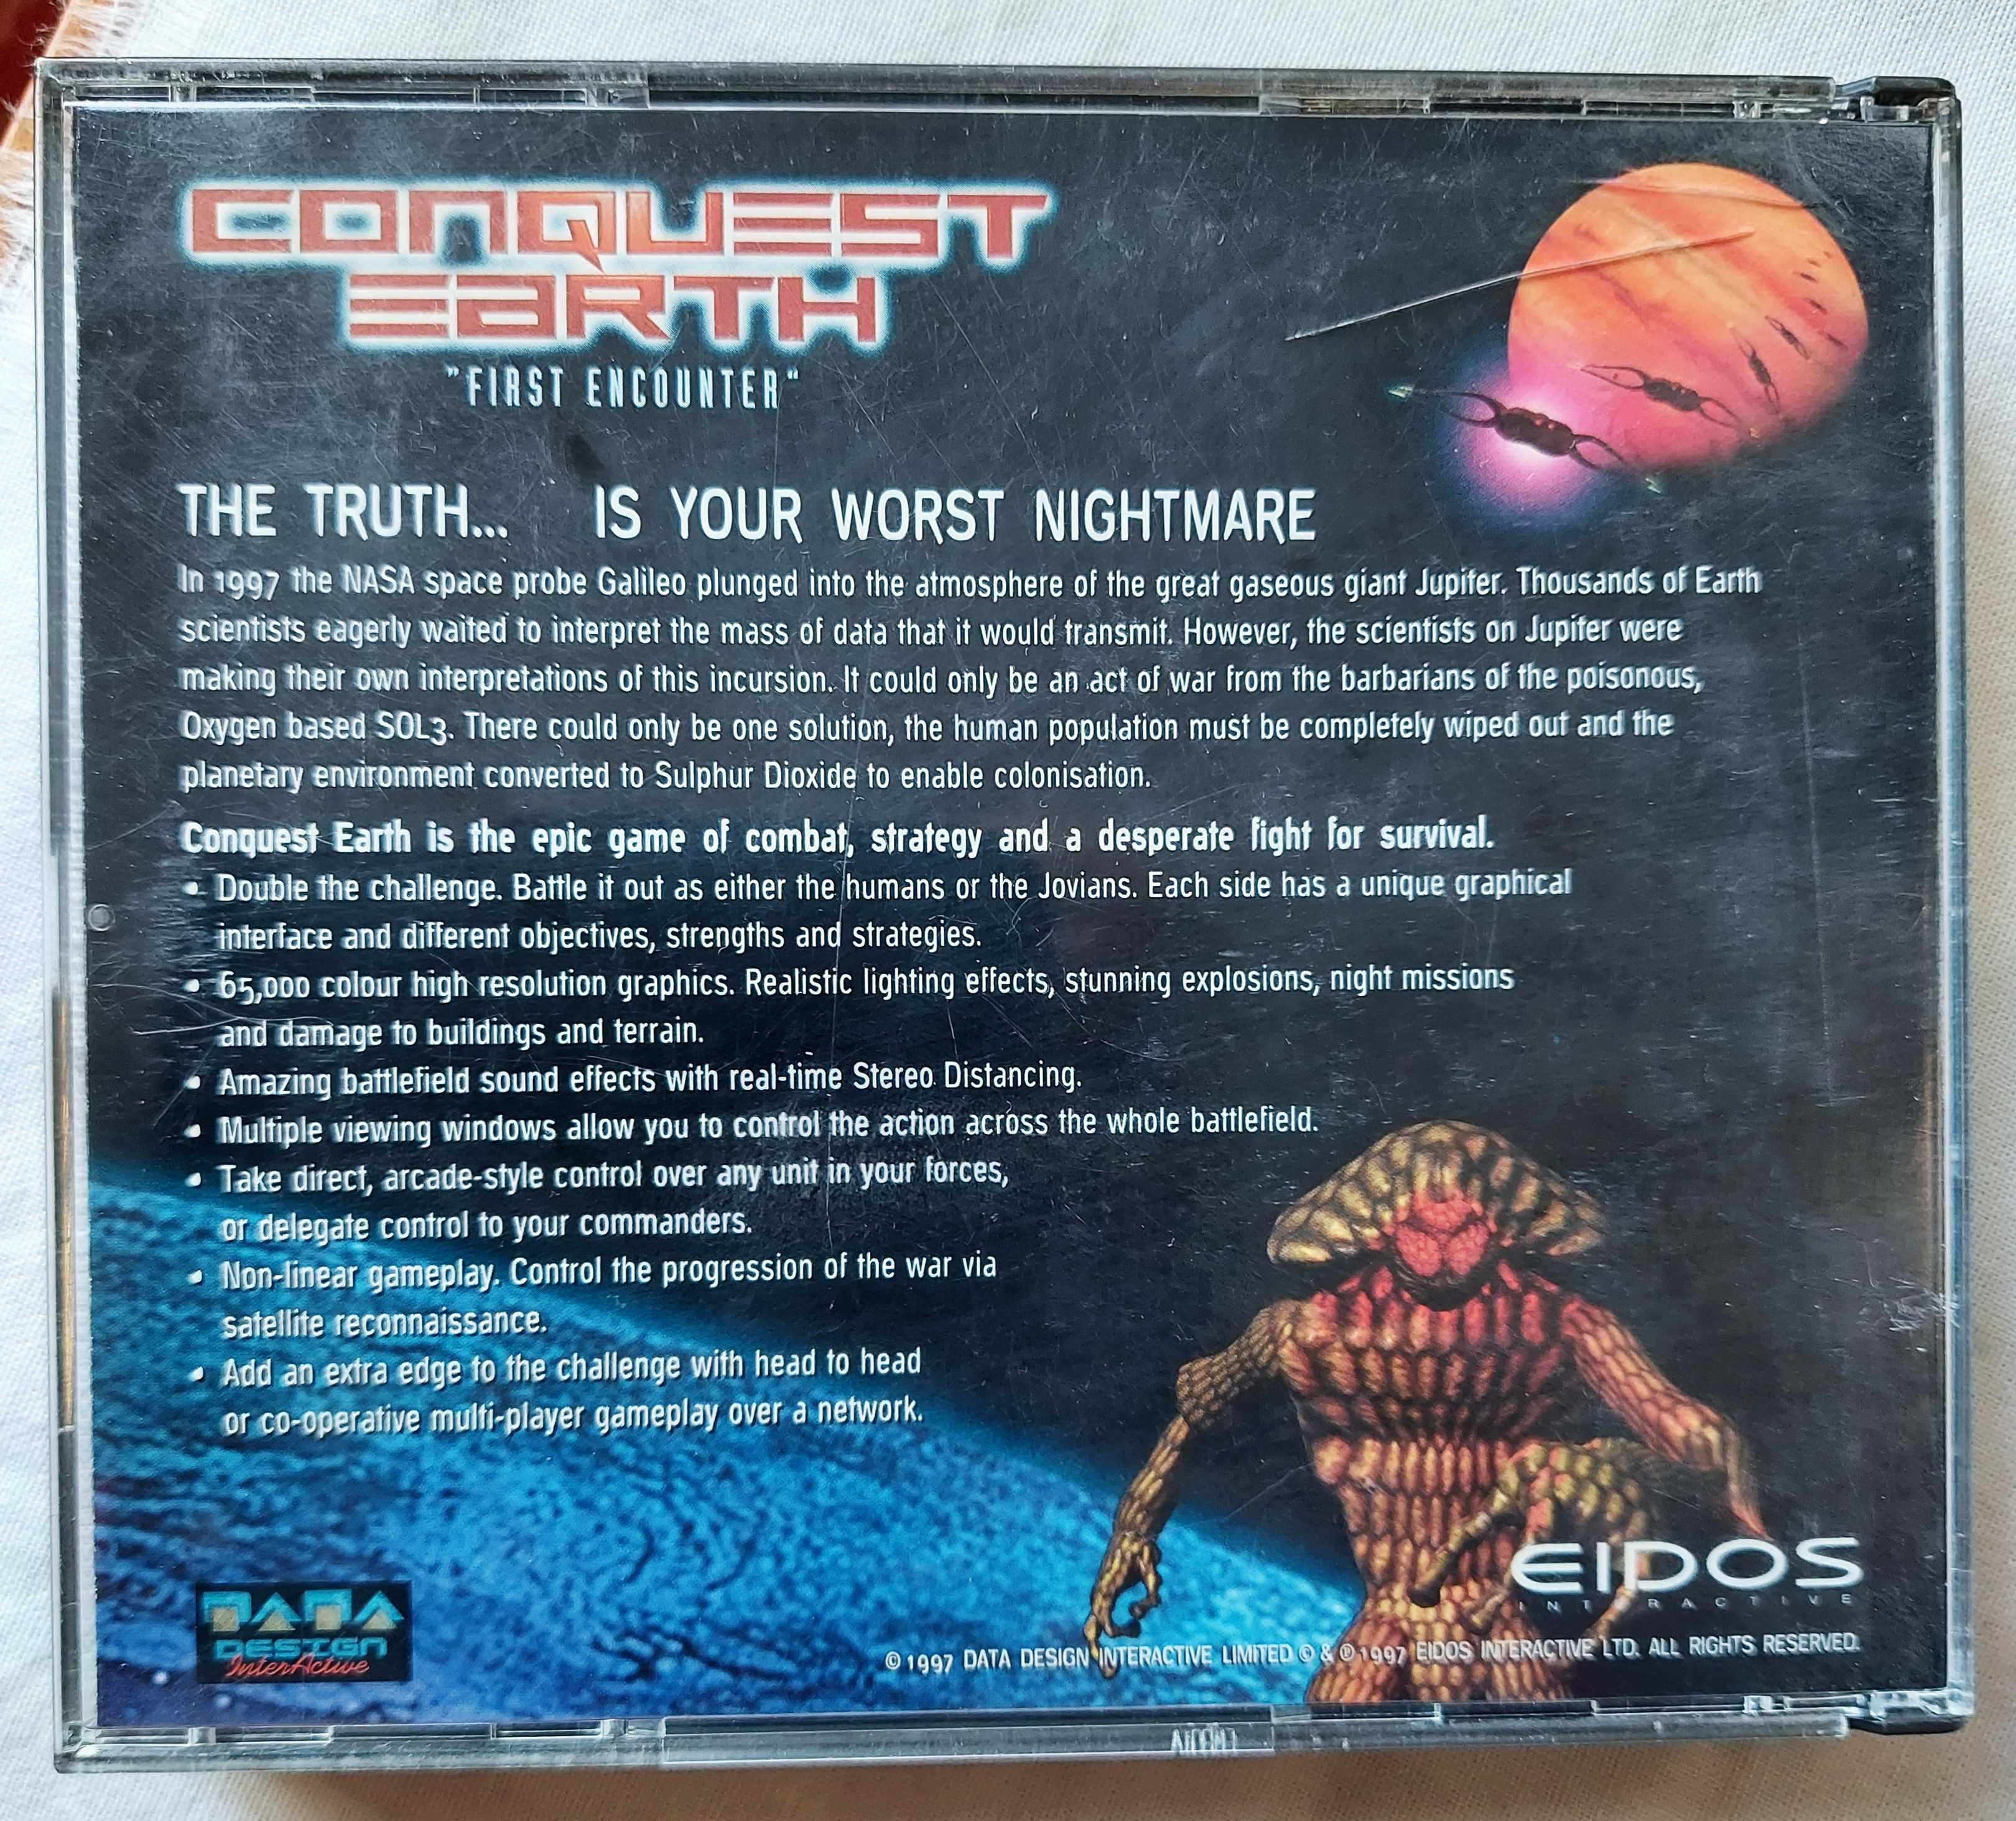 CONQUEST
EARTH
"FIRST ENCOUNTER"
THE TRUTH... IS YOUR WORST NIGHTMARE
In 1997 the NASA space probe Galileo plunged into the atmosphere of the great gaseous giant Jupiter. Thousands of Earth
scientists eagerly waited to interpret the mass of data that it would transmit. However, the scientists on Jupiter were
making their own interpretations of this incursion. It could only be an act of war from the barbarians of the poisonous,
Oxygen based SOL3. There could only be one solution, the human population must be completely wiped out and the
planetary environment converted to Sulphur Dioxide to enable colonisation.
Conquest Earth is the epic game of combat, strategy and a desperate fight for survival.
• Double the challenge. Battle it out as either the humans or the Jovians. Each side has a unique graphical
interface and different objectives, strengths and strategies.
• 65,000 colour high resolution graphics. Realistic lighting effects, stunning explosions, night missions
and damage to buildings and terrain.
• Amazing battlefield sound effects with real-time Stereo Distancing.
• Multiple viewing windows allow you to control the action across the whole battlefield.
• Take direct, arcade-style control over any unit in your forces,
or delegate control to your commanders.
• Non-linear gameplay. Control the progression of the war via
satellite reconnaissance.
• Add an extra edge to the challenge with head to head
or co-operative multi-player gameplay over a network.
EIDOS
INTERACTIVE
DATA
DESIGN
InterActive
© 1997 DATA DESIGN INTERACTIVE LIMITED © & ℗ 1997 EIDOS INTERACTIVE LTD. ALL RIGHTS RESERVED.